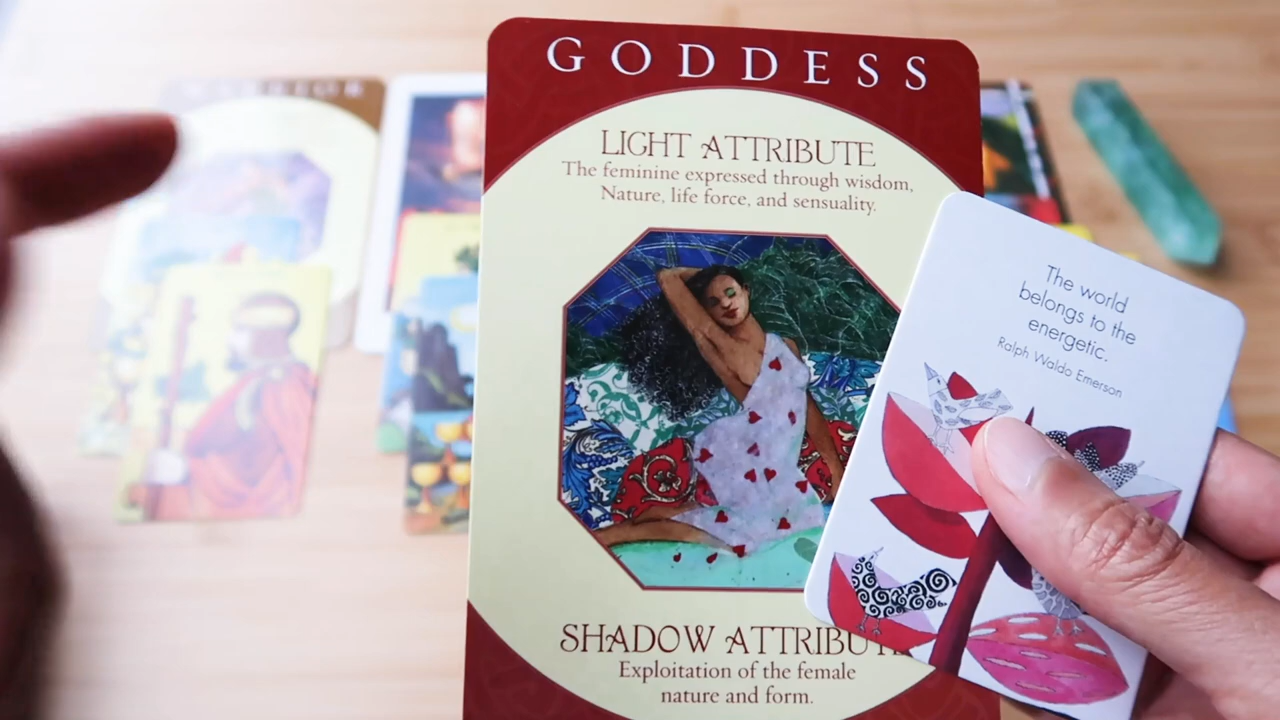 GODDESS
LIGHT ATTRIBUTE
The feminine expressed through wisdom,
Nature, life force, and sensuality.
SHADOW ATTRIBUTE
Exploitation of the female
nature and form.
The world
belongs to the
energetic.
Ralph Waldo Emerson